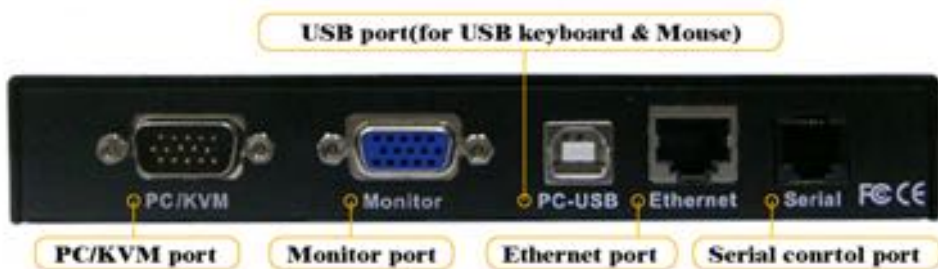 USB port(for USB keyboard & Mouse)
PC/KVM
Monitor
PC-USB
Ethernet
Serial
FC CE
PC/KVM port
Monitor port
Ethernet port
Serial conrtol port